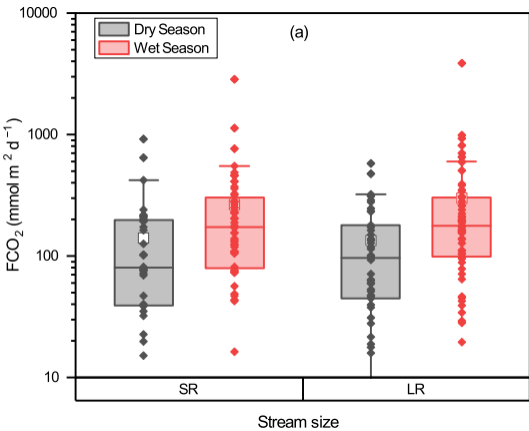 10000
1000
100
10
FCO₂ (mmol m⁻² d⁻¹)
Dry Season
Wet Season
(a)
SR
LR
Stream size